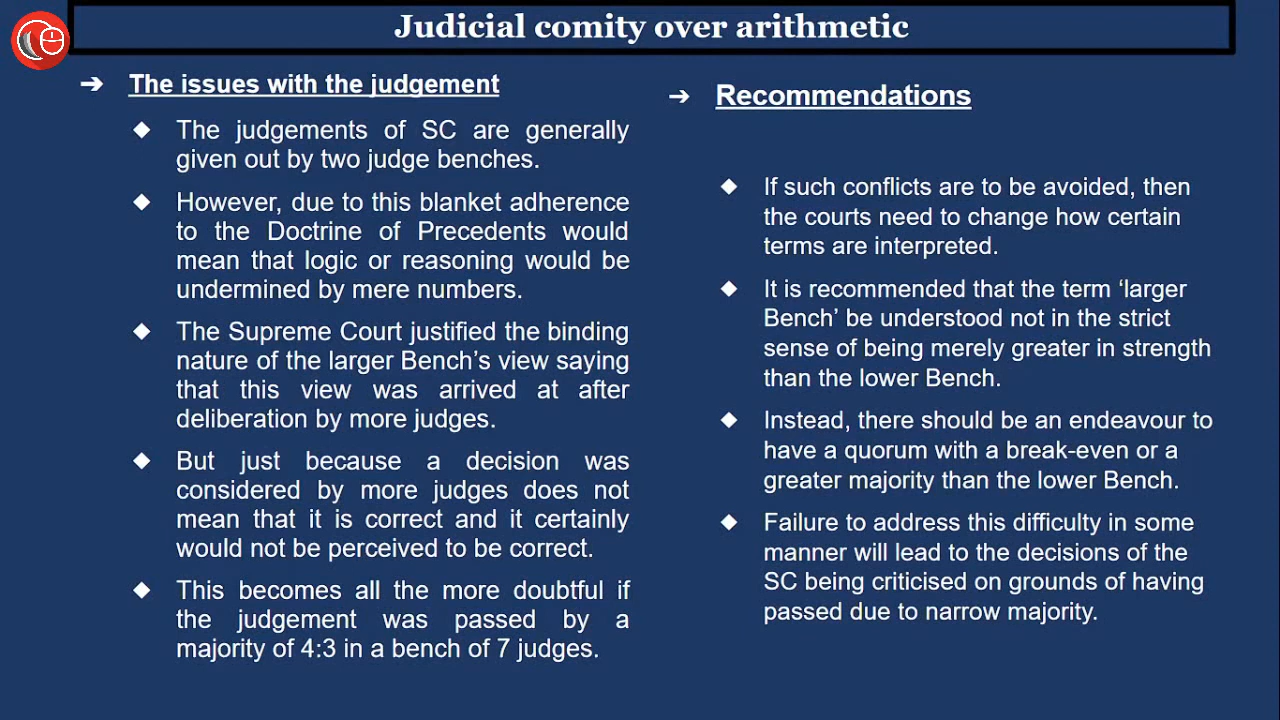 Judicial comity over arithmetic
➔ The issues with the judgement
◆ The judgements of SC are generally
given out by two judge benches.
◆ However, due to this blanket adherence
to the Doctrine of Precedents would
mean that logic or reasoning would be
undermined by mere numbers.
◆ The Supreme Court justified the binding
nature of the larger Bench’s view saying
that this view was arrived at after
deliberation by more judges.
◆ But just because a decision was
considered by more judges does not
mean that it is correct and it certainly
would not be perceived to be correct.
◆ This becomes all the more doubtful if
the judgement was passed by a
majority of 4:3 in a bench of 7 judges.
➔ Recommendations
◆ If such conflicts are to be avoided, then
the courts need to change how certain
terms are interpreted.
◆ It is recommended that the term ‘larger
Bench’ be understood not in the strict
sense of being merely greater in strength
than the lower Bench.
◆ Instead, there should be an endeavour to
have a quorum with a break-even or a
greater majority than the lower Bench.
◆ Failure to address this difficulty in some
manner will lead to the decisions of the
SC being criticised on grounds of having
passed due to narrow majority.